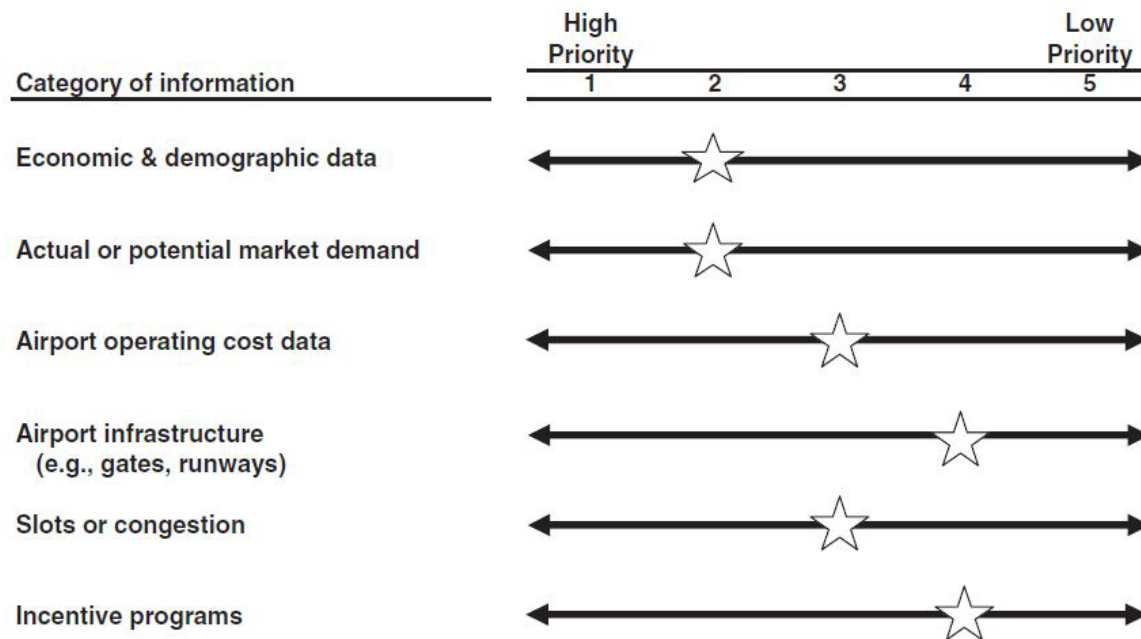 High
Priority
Low
Priority
Category of information
1 2 3 4 5
Economic & demographic data
Actual or potential market demand
Airport operating cost data
Airport infrastructure
(e.g., gates, runways)
Slots or congestion
Incentive programs